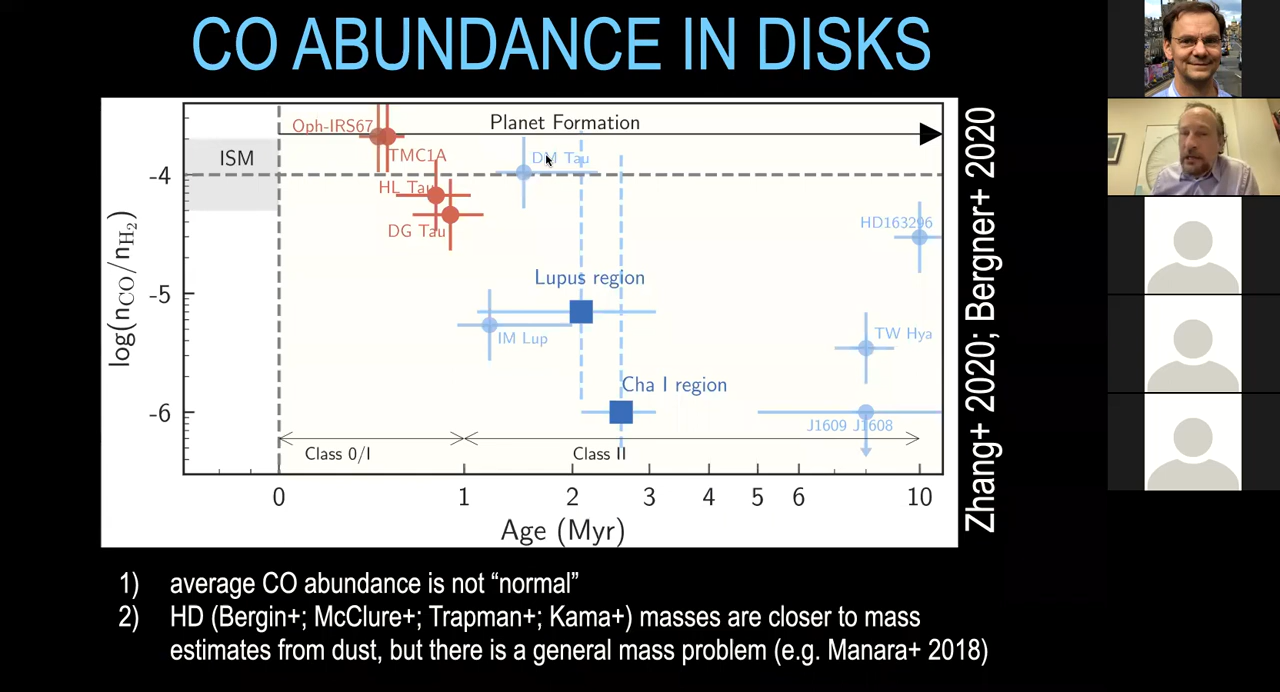 CO ABUNDANCE IN DISKS
Planet Formation
Oph-IRS67
ISM
TMC1A
DM Tau
-4
HL Tau
DG Tau
HD163296
Lupus region
-5
IM Lup
TW Hya
Cha I region
-6
J1609 J1608
Class 0/I
Class II
0 1 2 3 4 5 6 10
Age (Myr)
log(nCO/nH2)
Zhang+ 2020; Bergner+ 2020
1) average CO abundance is not “normal”
2) HD (Bergin+; McClure+; Trapman+; Kama+) masses are closer to mass
estimates from dust, but there is a general mass problem (e.g. Manara+ 2018)